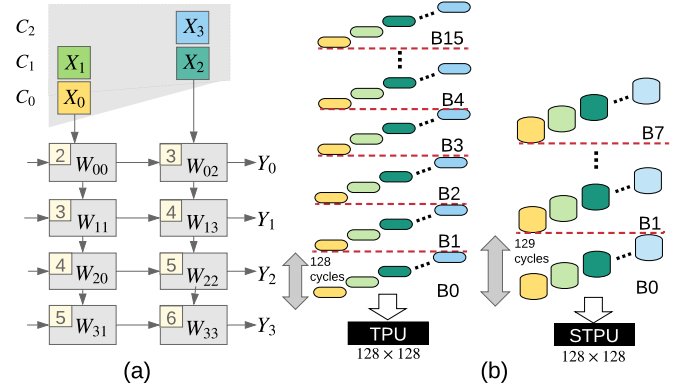 C₂ X₃
C₁ X₁ X₂
C₀ X₀
2 W₀₀ 3 W₀₂ Y₀
3 W₁₁ 4 W₁₃ Y₁
4 W₂₀ 5 W₂₂ Y₂
5 W₃₁ 6 W₃₃ Y₃
(a)
B15
B4
B3
B2
B1
128
cycles
B0
TPU
128 × 128
B7
B1
129
cycles
B0
STPU
128 × 128
(b)